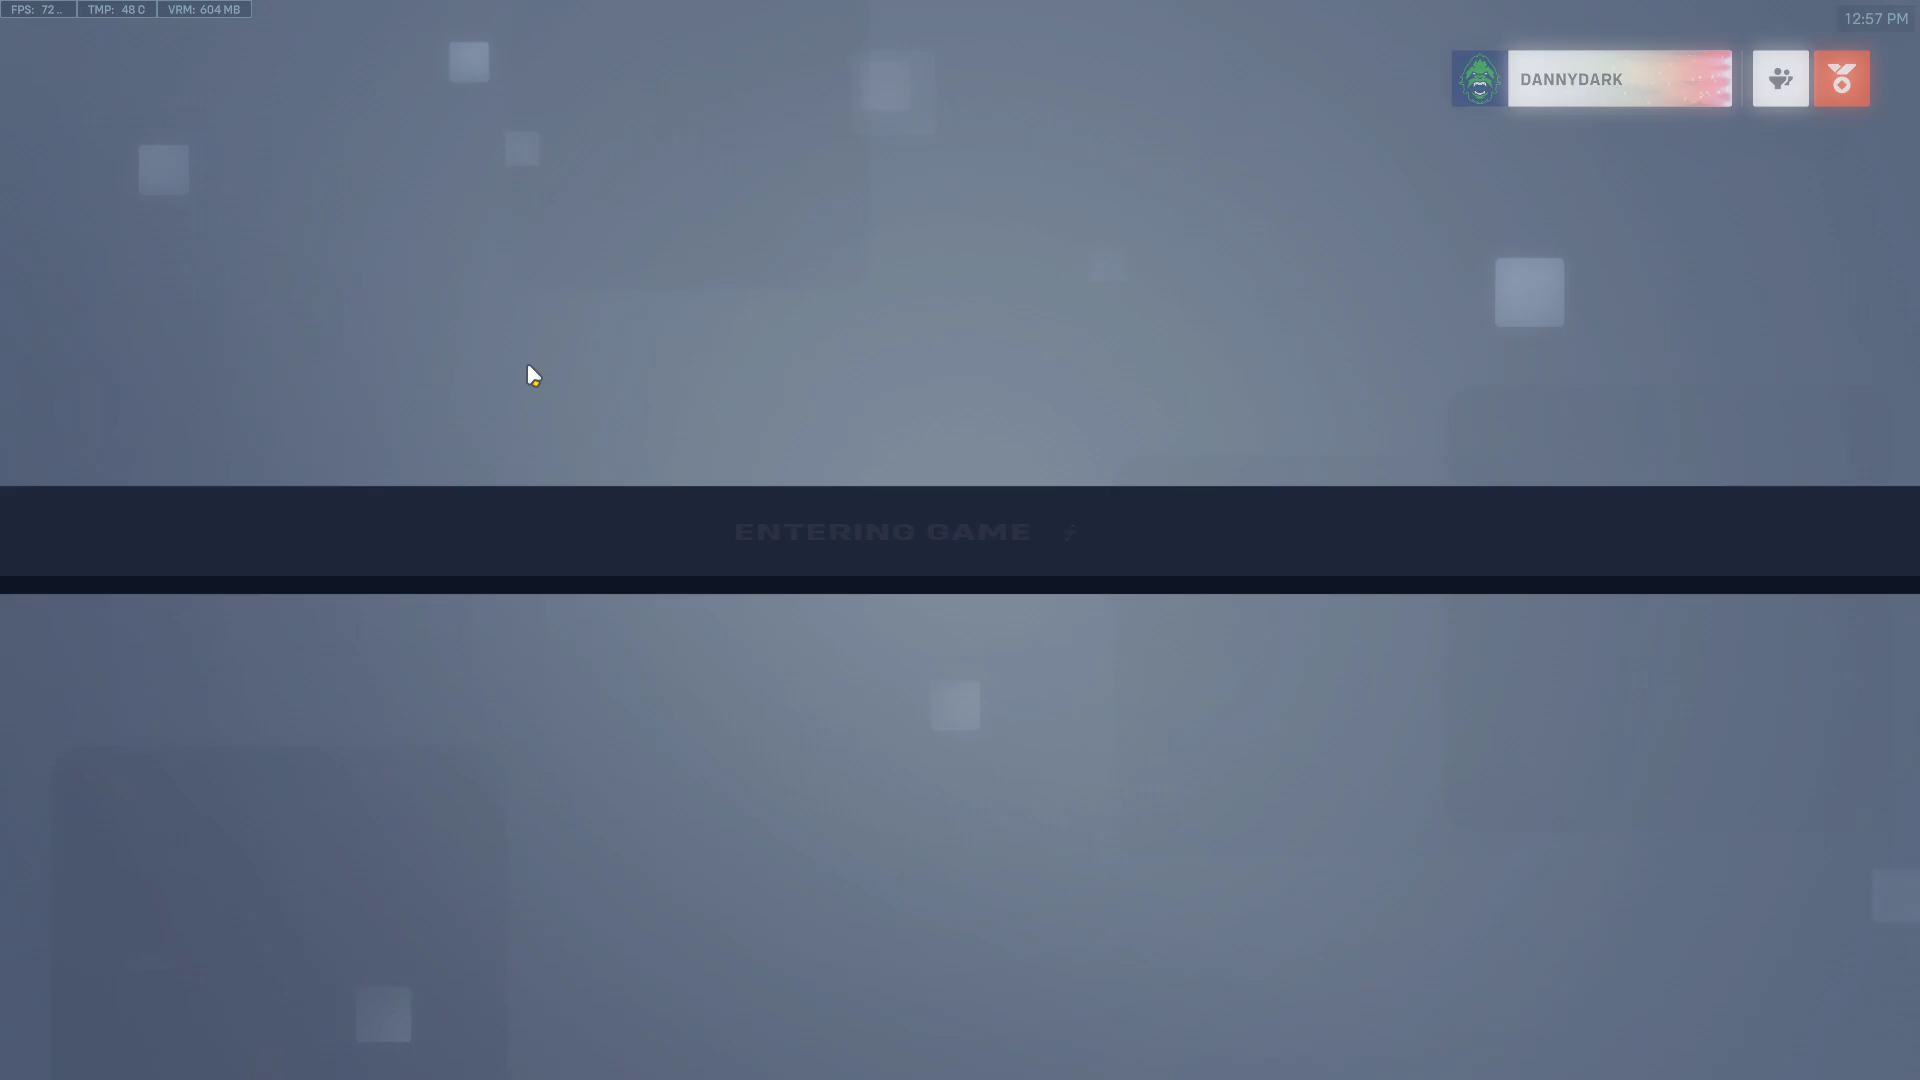 FPS: 72 .. TMP: 48 C VRM: 604 MB
12:57 PM
DANNYDARK
ENTERING GAME